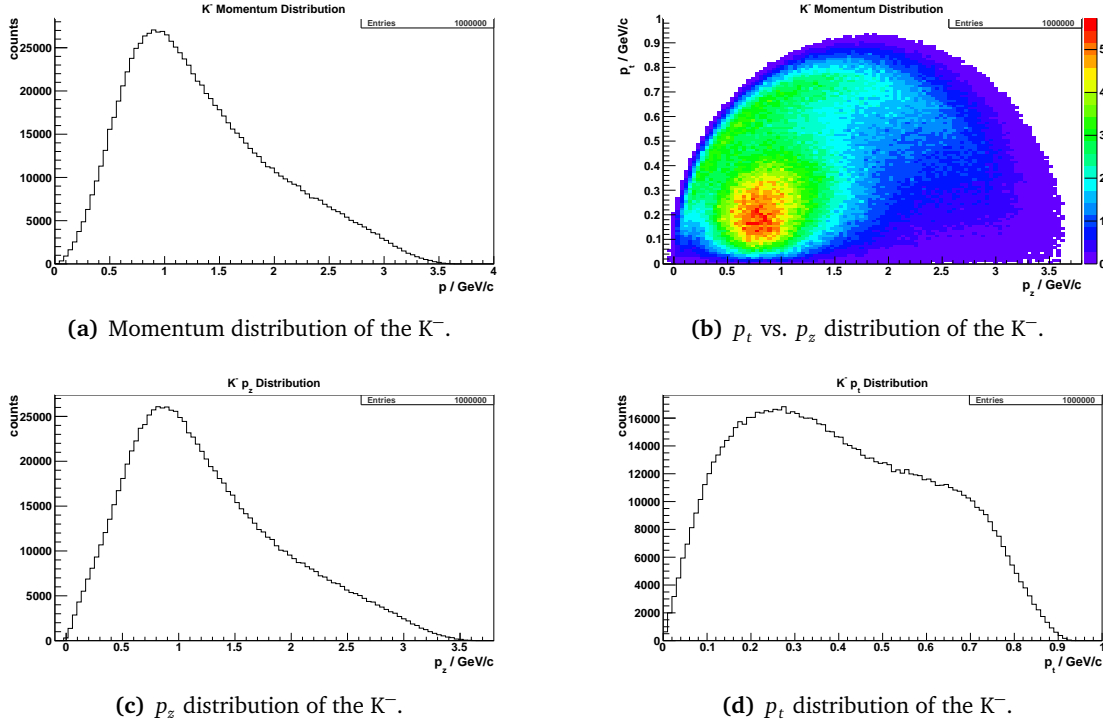 K⁻ Momentum Distribution
Entries 1000000
counts
25000
20000
15000
10000
5000
0
0 0.5 1 1.5 2 2.5 3 3.5 4
p / GeV/c
(a) Momentum distribution of the K⁻.
K⁻ Momentum Distribution
Entries 1000000
p_t / GeV/c
1
0.9
0.8
0.7
0.6
0.5
0.4
0.3
0.2
0.1
0
0 0.5 1 1.5 2 2.5 3 3.5
p_z / GeV/c
(b) p_t vs. p_z distribution of the K⁻.
K⁻ p_z Distribution
Entries 1000000
counts
25000
20000
15000
10000
5000
0
0 0.5 1 1.5 2 2.5 3 3.5
p_z / GeV/c
(c) p_z distribution of the K⁻.
K⁻ p_t Distribution
Entries 1000000
counts
16000
14000
12000
10000
8000
6000
4000
2000
0
0 0.1 0.2 0.3 0.4 0.5 0.6 0.7 0.8 0.9 1
p_t / GeV/c
(d) p_t distribution of the K⁻.